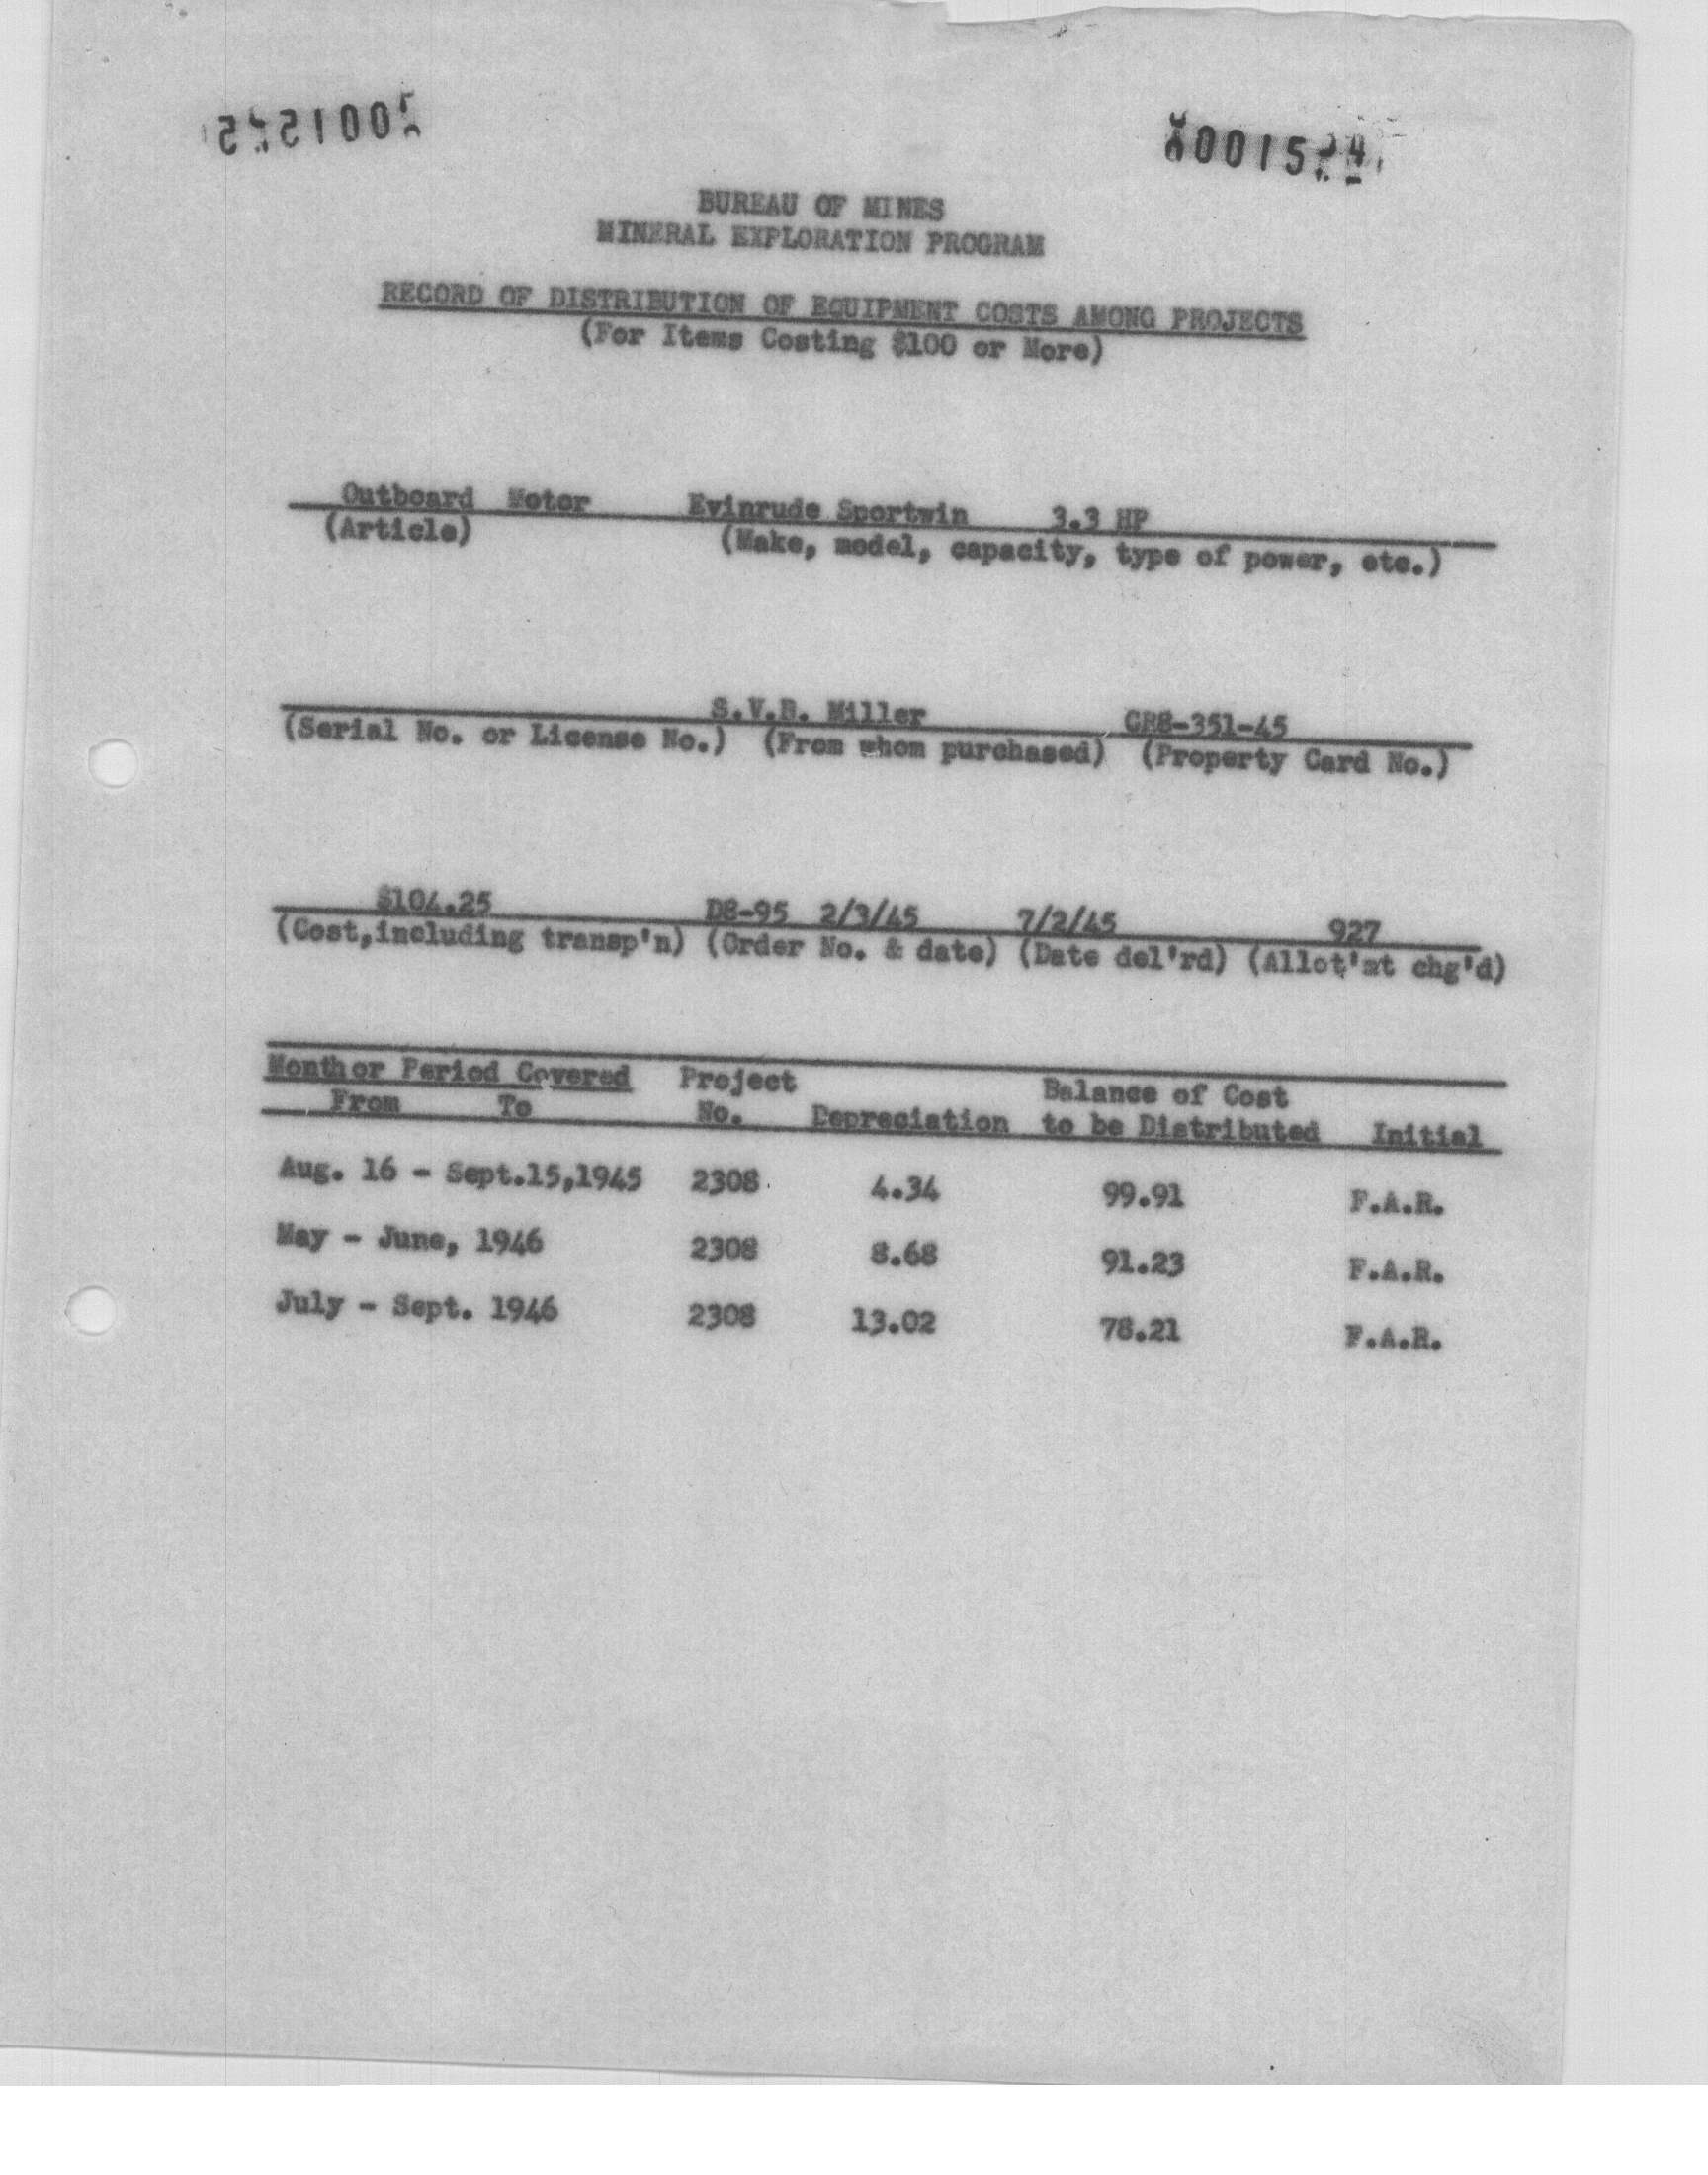 BUREAU OF MINES
MINERAL EXPLORATION PROGRAM
RECORD OF DISTRIBUTION OF EQUIPMENT COSTS AMONG PROJECTS
(For Items Costing $100 or More)
Outboard Motor Evinrude Sportwin 3.3 HP
(Article) (Make, model, capacity, type of power, etc.)
Miller
(Serial No. or License No.) (From whom purchased) (Property Card No.)
$104.25 D8-95 2/3/45 7/2/45 927
(Cost,including transp'n) (Order No. & date) (Date del'rd) (Allot'mt chg'd)
Month or Period Covered Project Balance of Cost
From To No. Depreciation to be Distributed Initial
Aug. 16 - Sept.15,1945 2308 4.34 99.91 F.A.R.
May - June, 1946 2308 8.68 91.23 F.A.R.
July - Sept. 1946 2308 13.02 78.21 F.A.R.